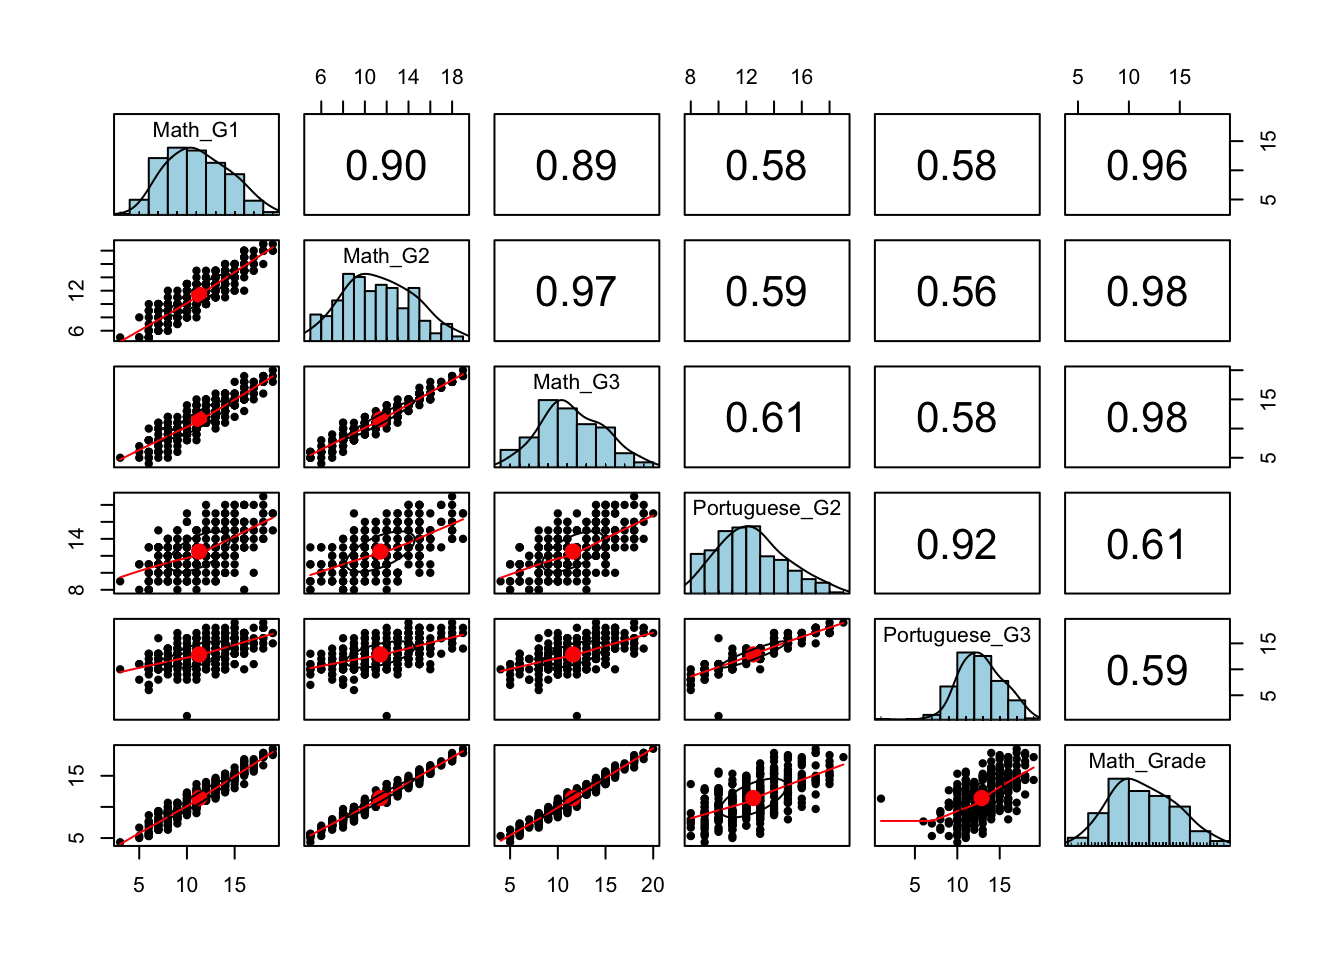 6 10 14 18 8 12 16 5 10 15
Math_G1 0.90 0.89 0.58 0.58 0.96 5 15
6 12 Math_G2 0.97 0.59 0.56 0.98
Math_G3 0.61 0.58 0.98 5 15
8 14 Portuguese_G2 0.92 0.61
Portuguese_G3 0.59 5 15
5 15 Math_Grade
5 10 15 5 10 15 20 5 10 15